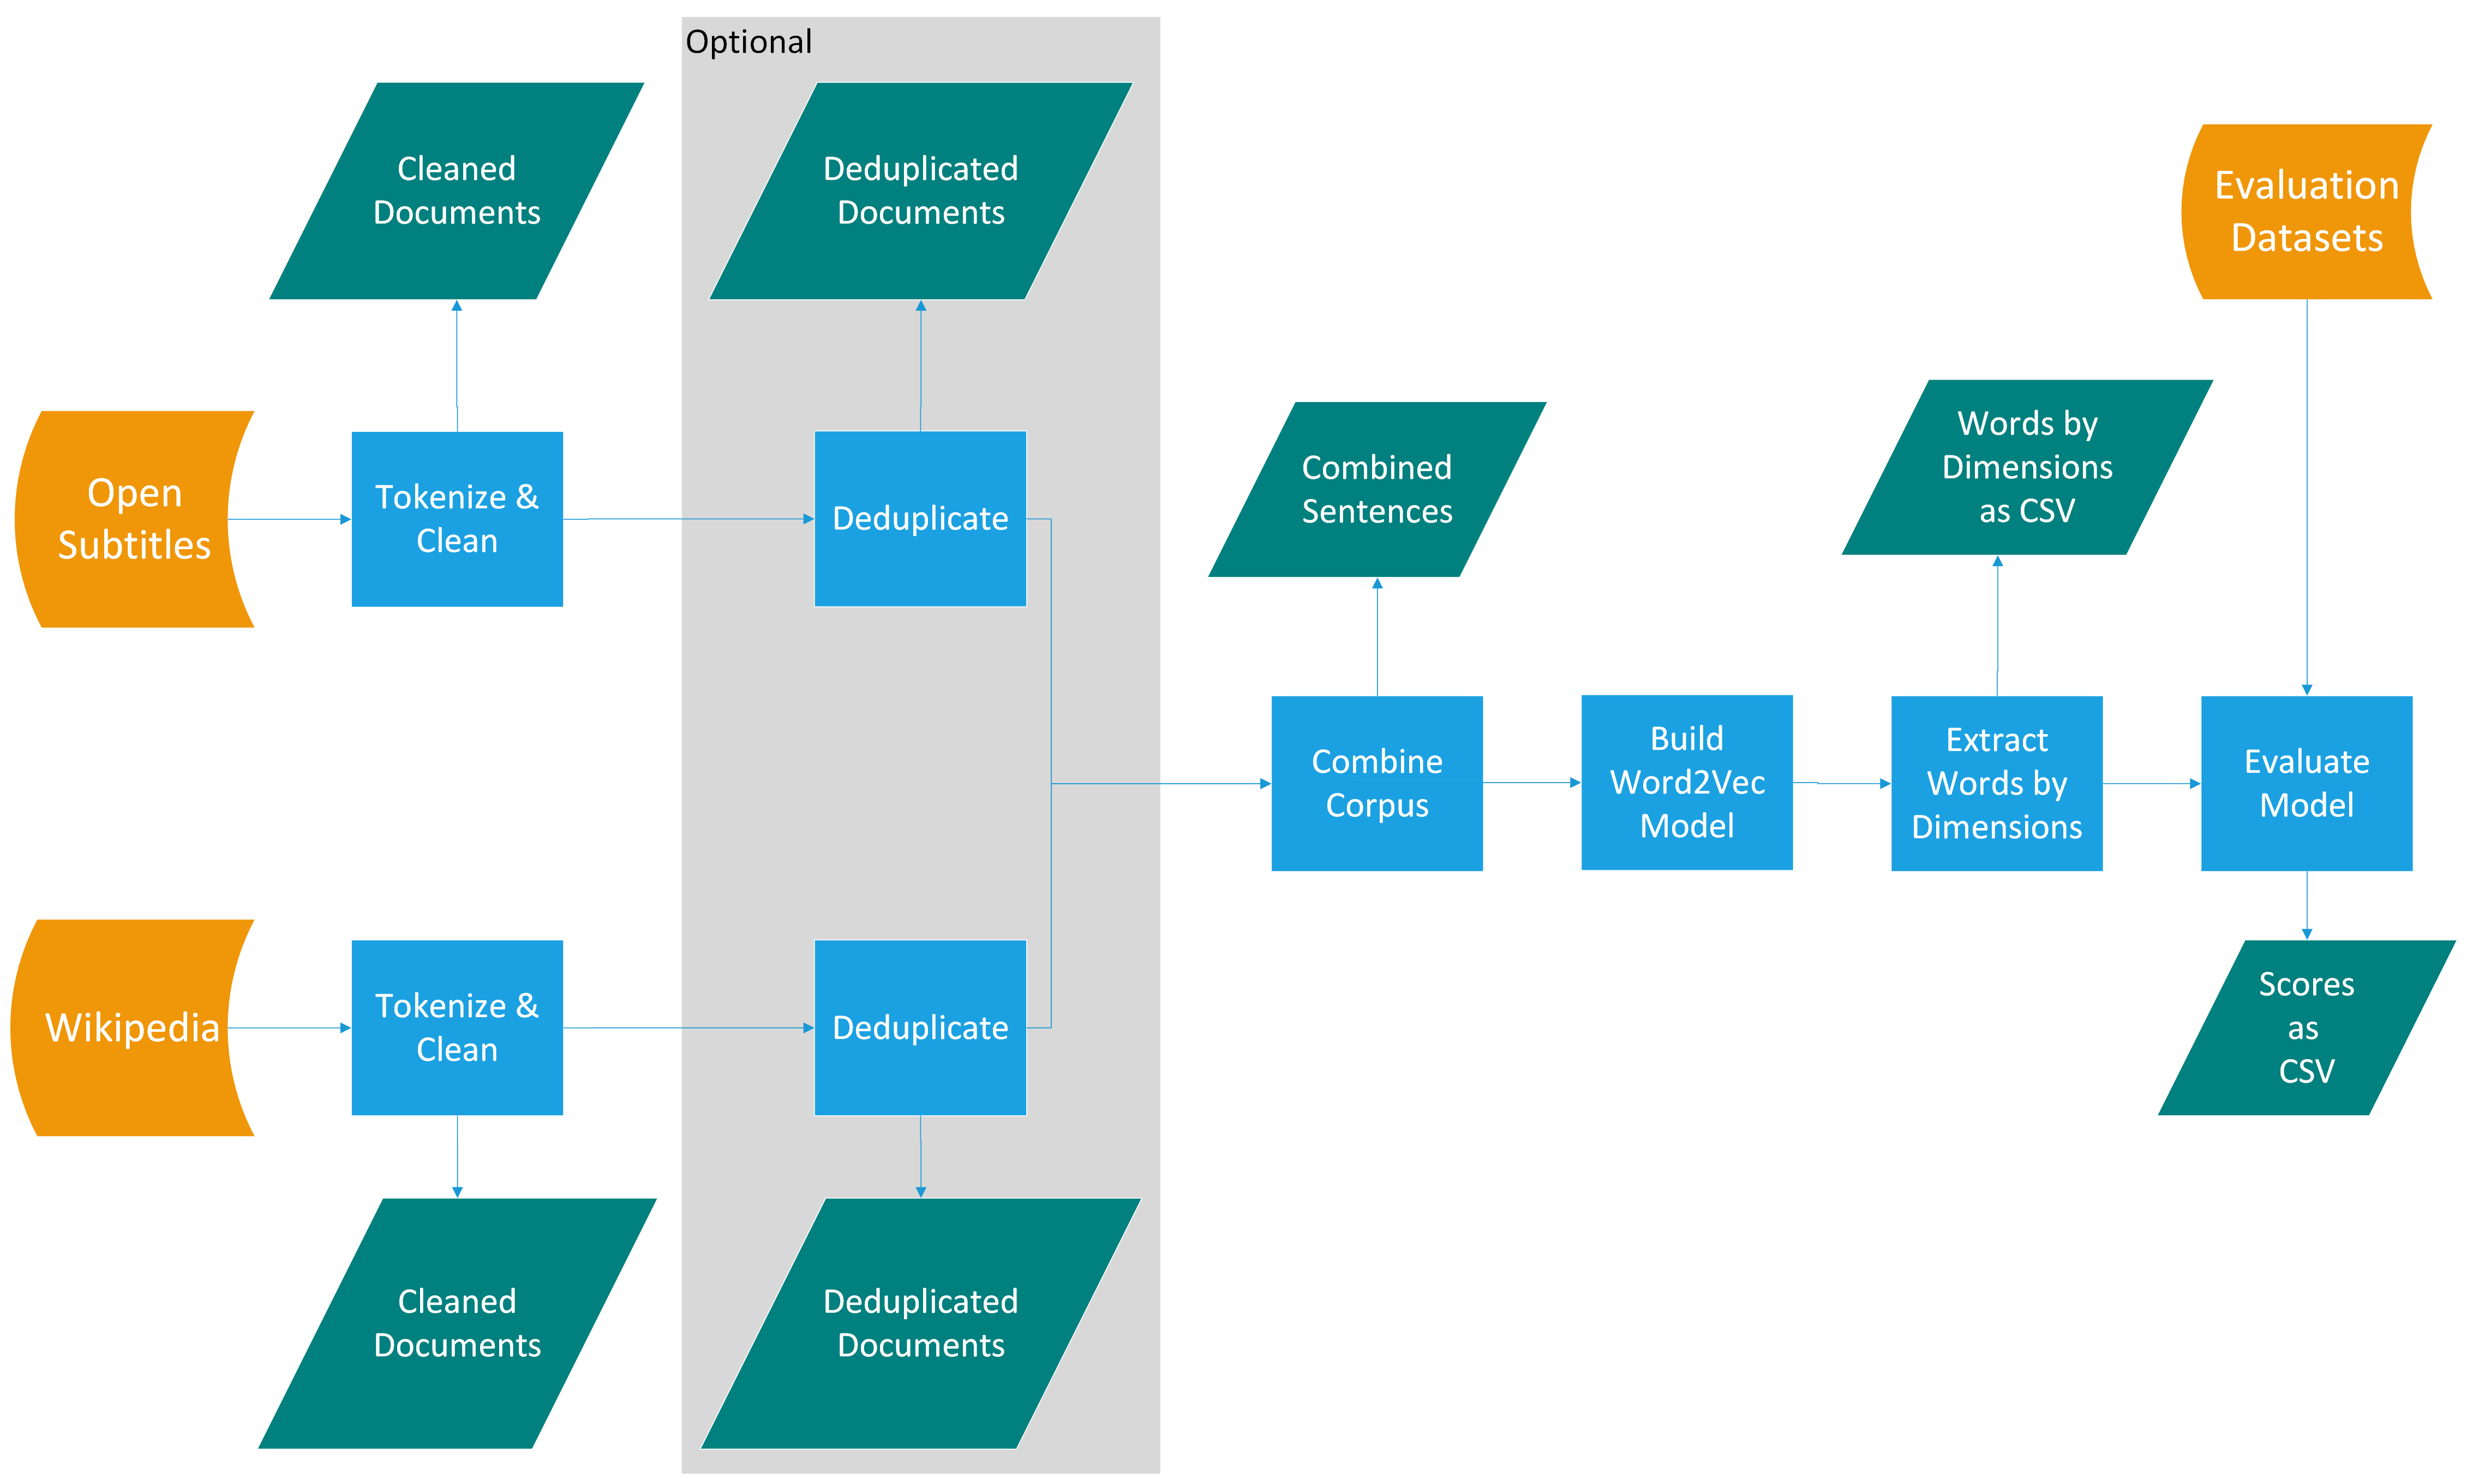 Optional
Cleaned
Documents
Deduplicated
Documents
Evaluation
Datasets
Open
Subtitles
Tokenize &
Clean
Deduplicate
Combined
Sentences
Words by
Dimensions
as CSV
Combine
Corpus
Build
Word2Vec
Model
Extract
Words by
Dimensions
Evaluate
Model
Wikipedia
Tokenize &
Clean
Deduplicate
Scores
as
CSV
Cleaned
Documents
Deduplicated
Documents